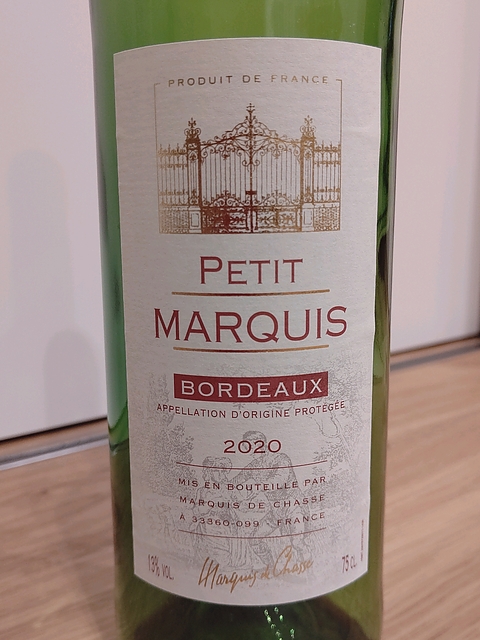 PRODUIT DE FRANCE
PETIT
MARQUIS
BORDEAUX
APPELLATION D'ORIGINE PROTÉGÉE
2020
MIS EN BOUTEILLE PAR
MARQUIS DE CHASSE
À 33360-099 - FRANCE
13% VOL.
Marquis de Chasse
75 CL